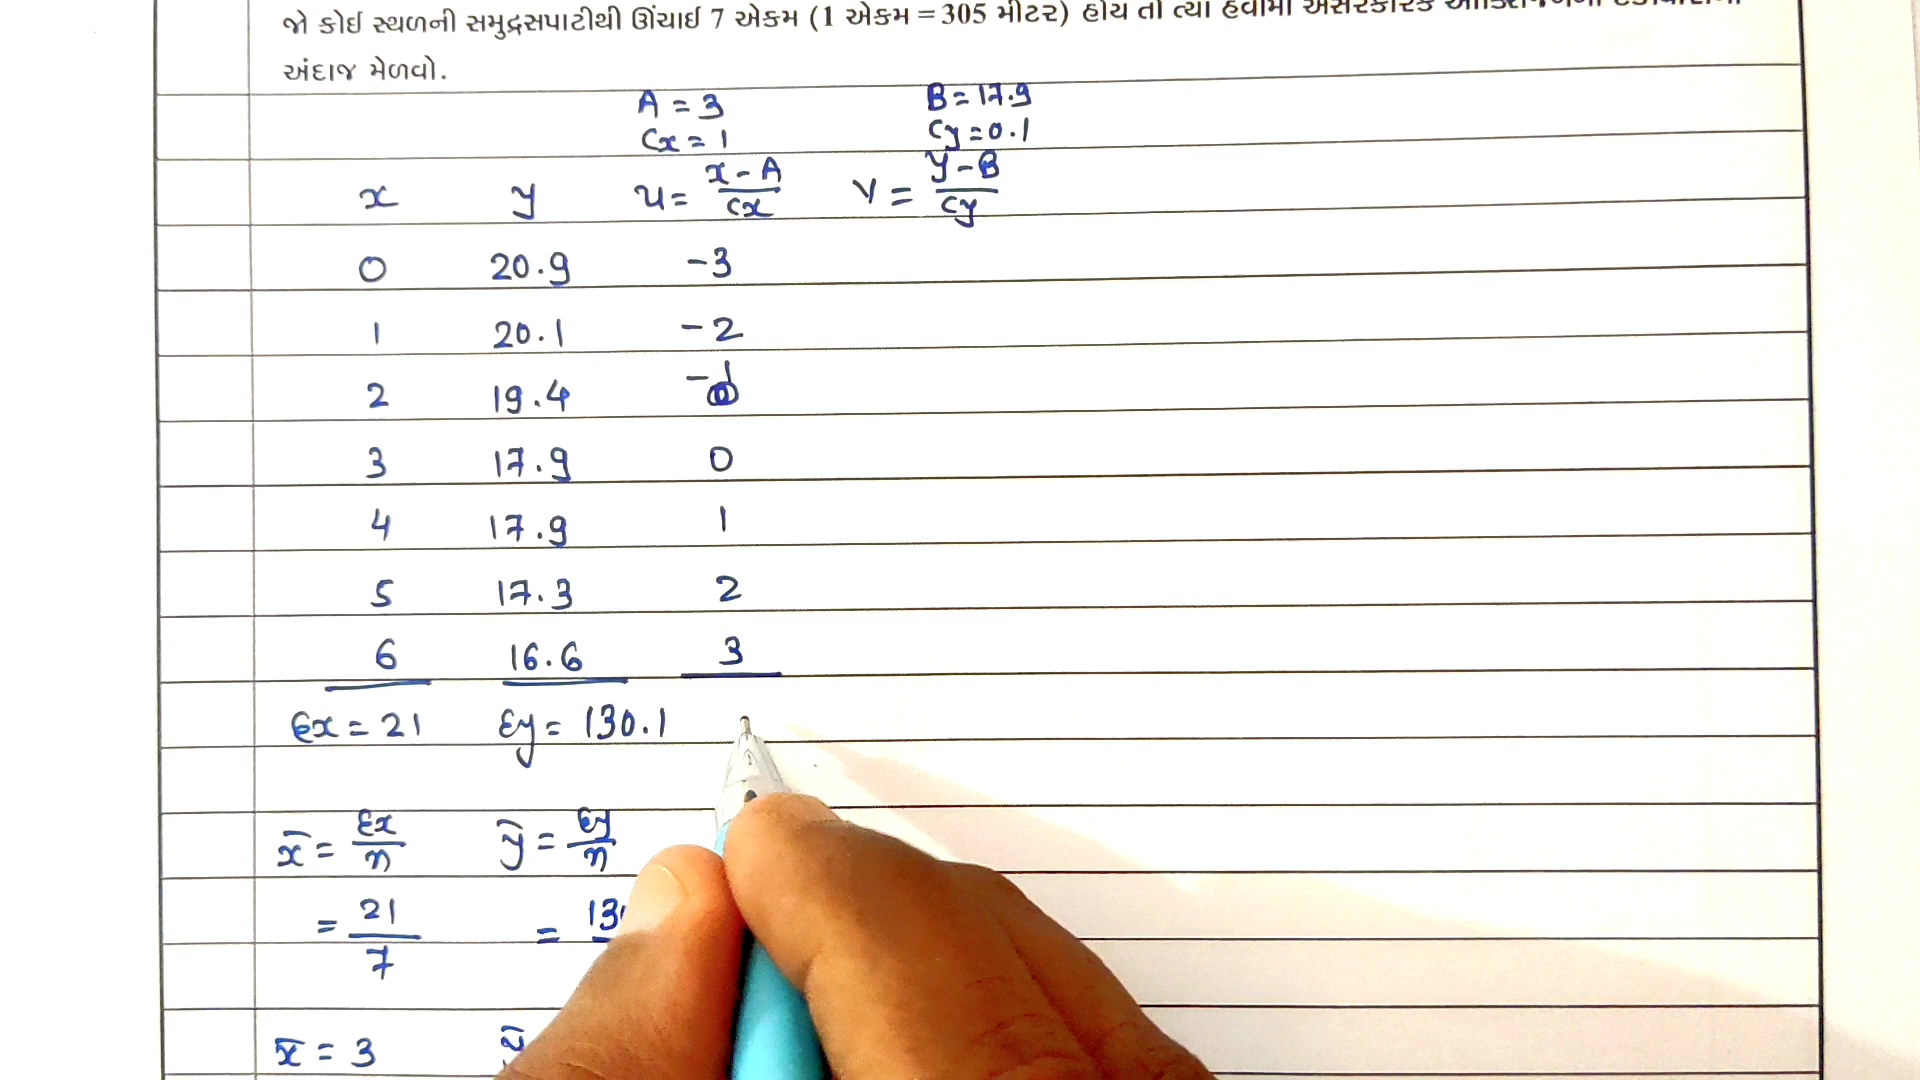 જો કોઈ સ્થળની સમુદ્રસપાટીથી ઊંચાઈ 7 એકમ (1 એકમ = 305 મીટર) હોય તો ત્યાં હવામાં અસરકારક
અંદાજ મેળવો.
A = 3 B = 17.9
Cx = 1 Cy = 0.1
x y u = x - A / Cx v = y - B / Cy
0 20.9 -3
1 20.1 -2
2 19.4 -1
3 17.9 0
4 17.9 1
5 17.3 2
6 16.6 3
Σx = 21 Σy = 130.1
x̄ = Σx / n ȳ = Σy / n
= 21 / 7 = 13
x̄ = 3